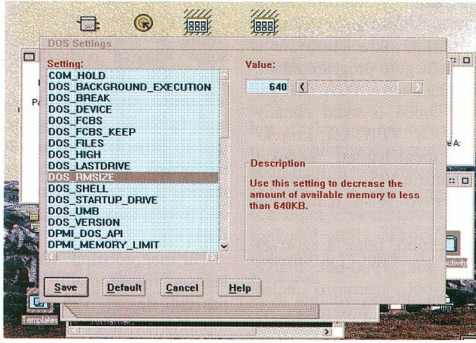 DOS Settings
Setting:
COM_HOLD
DOS_BACKGROUND_EXECUTION
DOS_BREAK
DOS_DEVICE
DOS_FCBS
DOS_FCBS_KEEP
DOS_FILES
DOS_HIGH
DOS_LASTDRIVE
DOS_RMSIZE
DOS_SHELL
DOS_STARTUP_DRIVE
DOS_UMB
DOS_VERSION
DPMI_DOS_API
DPMI_MEMORY_LIMIT
Value:
640
Description
Use this setting to decrease the
amount of available memory to less
than 640KB.
Save
Default
Cancel
Help
Templates